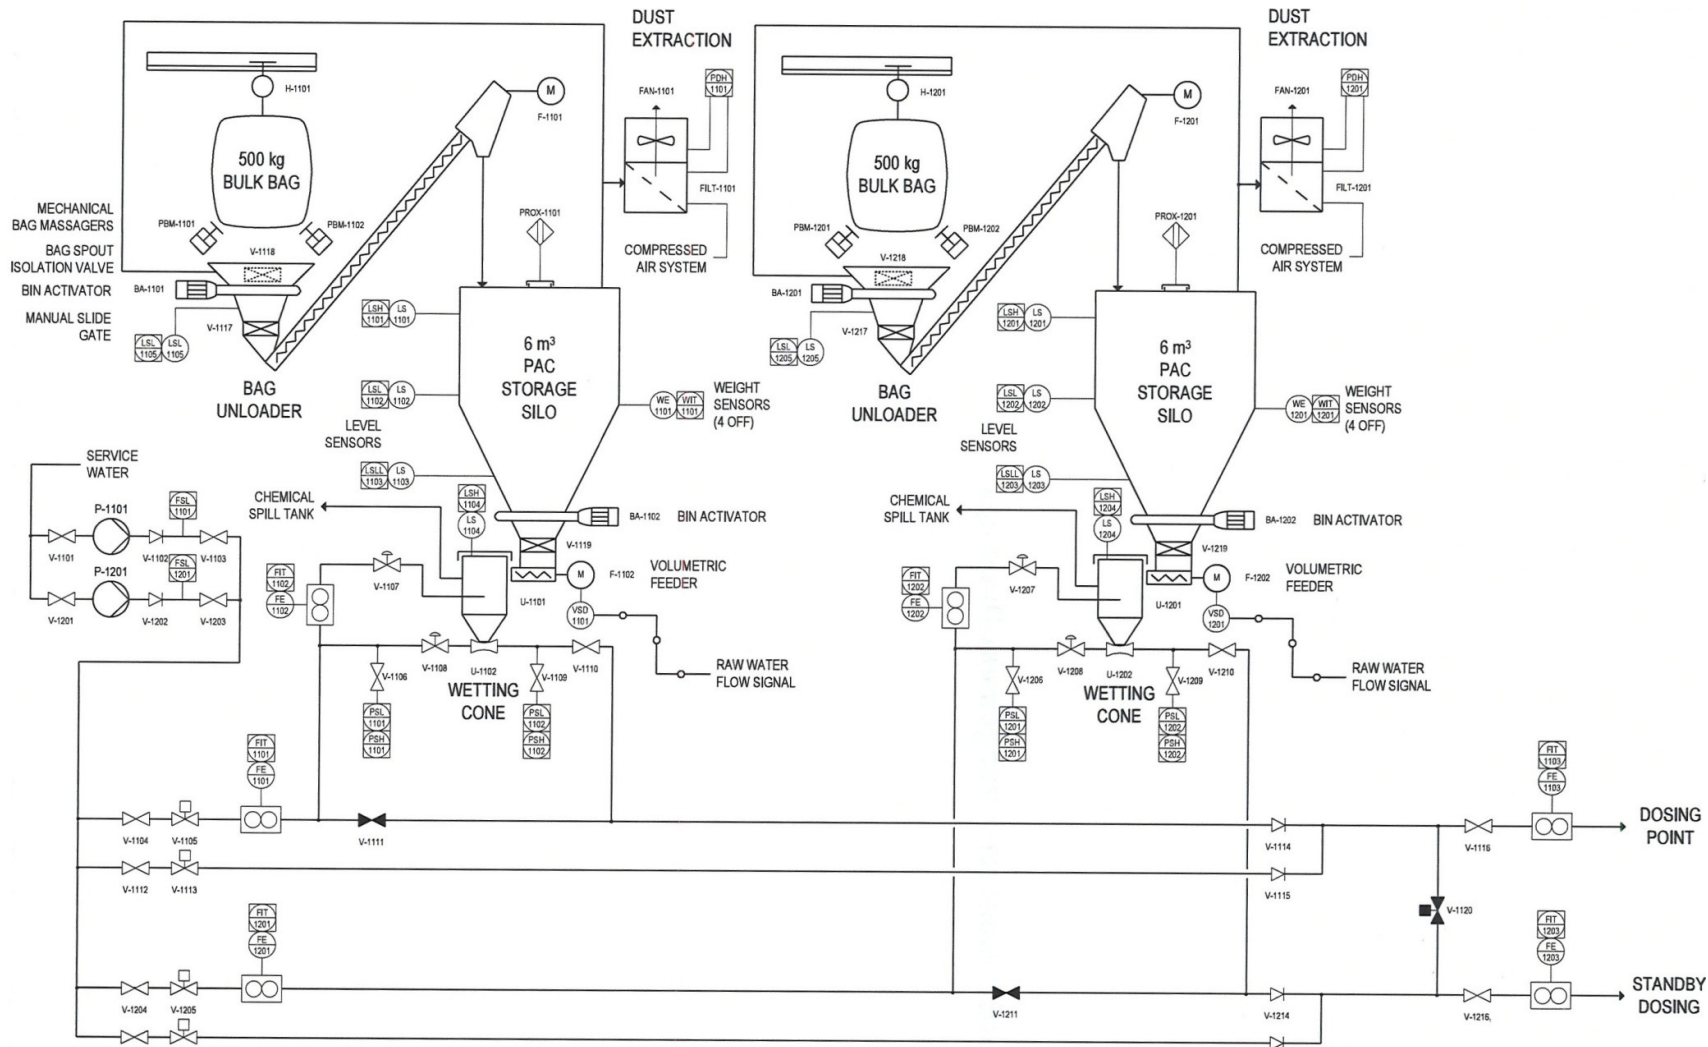 DUST
EXTRACTION
H-1101
500 kg
BULK BAG
M
F-1101
FAN-1101
PDH
1101
FILT-1101
COMPRESSED
AIR SYSTEM
MECHANICAL
BAG MASSAGERS
PBM-1101
PBM-1102
BAG SPOUT
ISOLATION VALVE
V-1118
BIN ACTIVATOR
BA-1101
MANUAL SLIDE
GATE
V-1117
LSL
1105
LSL
1105
BAG
UNLOADER
PROX-1101
LSH
1101
LS
1101
6 m³
PAC
STORAGE
SILO
LSL
1102
LS
1102
LEVEL
SENSORS
LSLL
1103
LS
1103
WE
1101
WIT
1101
WEIGHT
SENSORS
(4 OFF)
DUST
EXTRACTION
H-1201
500 kg
BULK BAG
M
F-1201
FAN-1201
PDH
1201
FILT-1201
COMPRESSED
AIR SYSTEM
PBM-1201
PBM-1202
V-1218
BA-1201
V-1217
LSL
1205
LS
1205
BAG
UNLOADER
PROX-1201
LSH
1201
LS
1201
6 m³
PAC
STORAGE
SILO
LSL
1202
LS
1202
LEVEL
SENSORS
LSLL
1203
LS
1203
WE
1201
WIT
1201
WEIGHT
SENSORS
(4 OFF)
SERVICE
WATER
P-1101
V-1101
V-1102
FSL
1101
V-1103
P-1201
V-1201
V-1202
FSL
1201
V-1203
CHEMICAL
SPILL TANK
LSH
1104
LS
1104
BA-1102
BIN ACTIVATOR
V-1119
VOLUMETRIC
FEEDER
M
F-1102
U-1101
VSD
1101
FIT
1102
FE
1102
V-1107
V-1108
U-1102
V-1110
V-1106
V-1109
WETTING
CONE
RAW WATER
FLOW SIGNAL
PSL
1101
PSH
1101
PSL
1102
PSH
1102
CHEMICAL
SPILL TANK
LSH
1204
LS
1204
BA-1202
BIN ACTIVATOR
V-1219
VOLUMETRIC
FEEDER
M
F-1202
U-1201
VSD
1201
FIT
1202
FE
1202
V-1207
V-1208
U-1202
V-1210
V-1206
V-1209
WETTING
CONE
RAW WATER
FLOW SIGNAL
PSL
1201
PSH
1201
PSL
1202
PSH
1202
FIT
1101
FE
1101
V-1104
V-1105
V-1111
V-1114
V-1116
FIT
1103
FE
1103
DOSING
POINT
V-1112
V-1113
V-1115
V-1120
FIT
1201
FE
1201
V-1204
V-1205
V-1211
V-1214
V-1216.
FIT
1203
FE
1203
STANDBY
DOSING